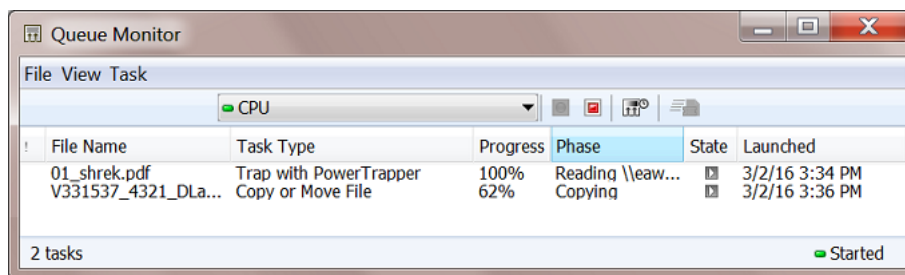 Queue Monitor
File View Task
CPU
! File Name Task Type Progress Phase State Launched
01_shrek.pdf Trap with PowerTrapper 100% Reading \\eaw... 3/2/16 3:34 PM
V331537_4321_DLa... Copy or Move File 62% Copying 3/2/16 3:36 PM
2 tasks Started